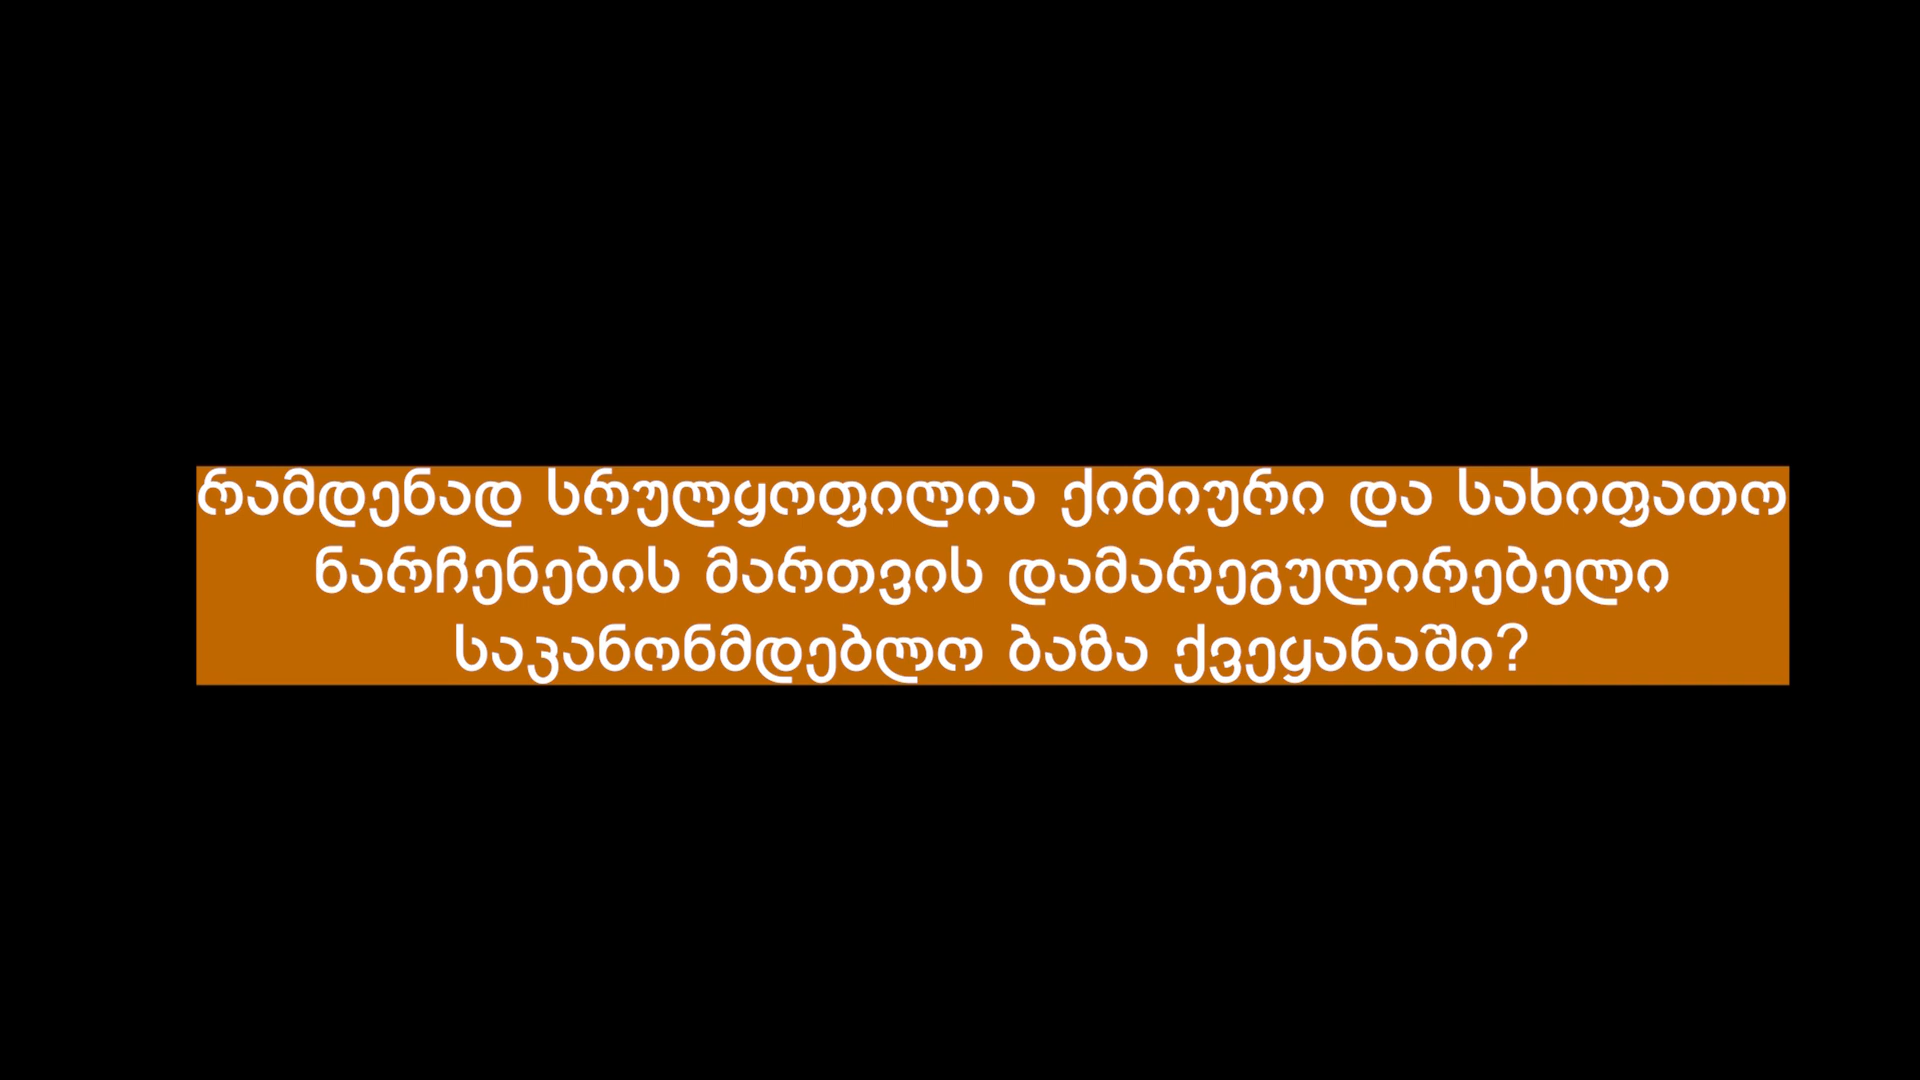 რამდენად სრულყოფილია ქიმიური და სახიფათო
ნარჩენების მართვის დამარეგულირებელი
საკანონმდებლო ბაზა ქვეყანაში?